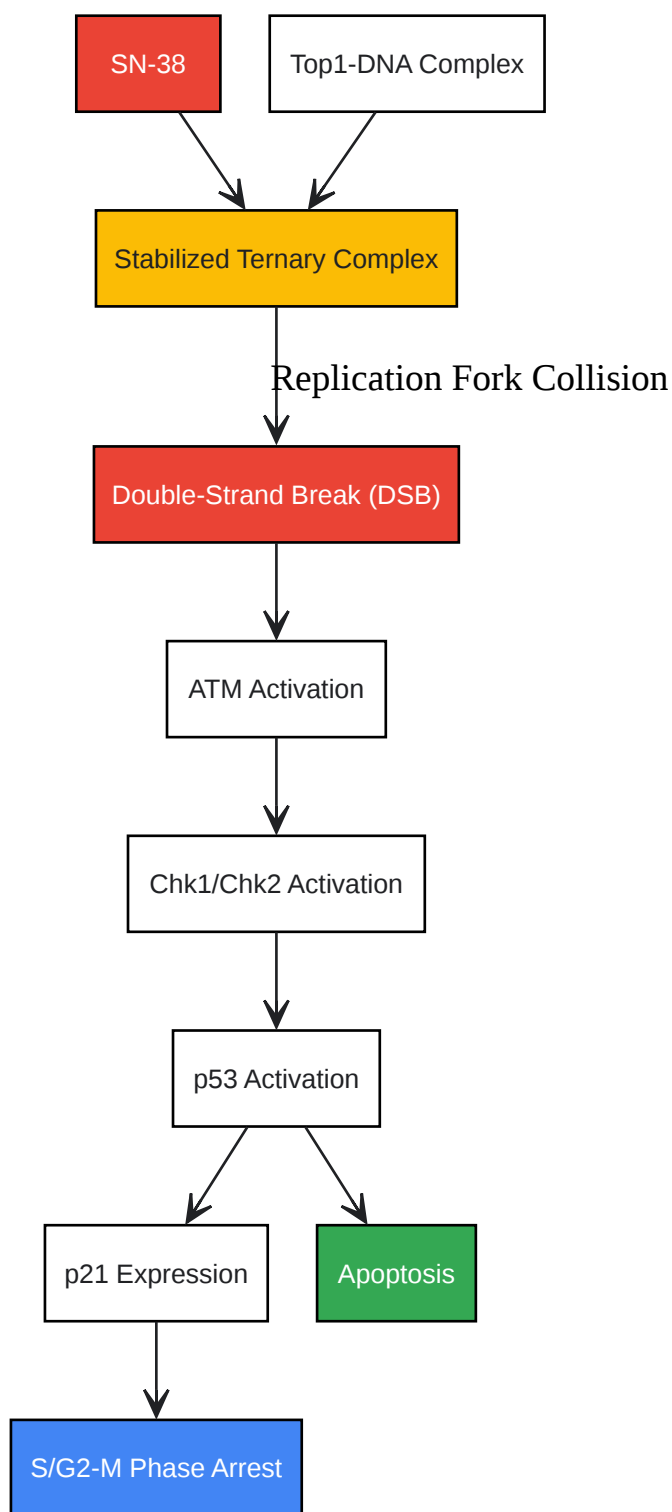 SN-38
Top1-DNA Complex
Stabilized Ternary Complex
Replication Fork Collision
Double-Strand Break (DSB)
ATM Activation
Chk1/Chk2 Activation
p53 Activation
p21 Expression
Apoptosis
S/G2-M Phase Arrest